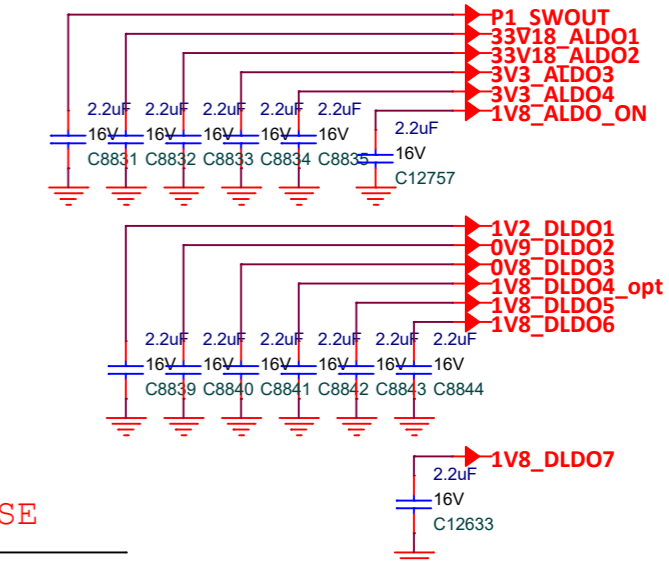 P1_SWOUT
33V18_ALDO1
33V18_ALDO2
3V3_ALDO3
3V3_ALDO4
1V8_ALDO_ON
2.2uF 2.2uF 2.2uF 2.2uF 2.2uF
2.2uF
16V 16V 16V 16V 16V
16V
C8831 C8832 C8833 C8834 C8835
C12757
1V2_DLDO1
0V9_DLDO2
0V8_DLDO3
1V8_DLDO4_opt
1V8_DLDO5
1V8_DLDO6
2.2uF 2.2uF 2.2uF 2.2uF 2.2uF 2.2uF
16V 16V 16V 16V 16V 16V
C8839 C8840 C8841 C8842 C8843 C8844
1V8_DLDO7
2.2uF
16V
SE
C12633